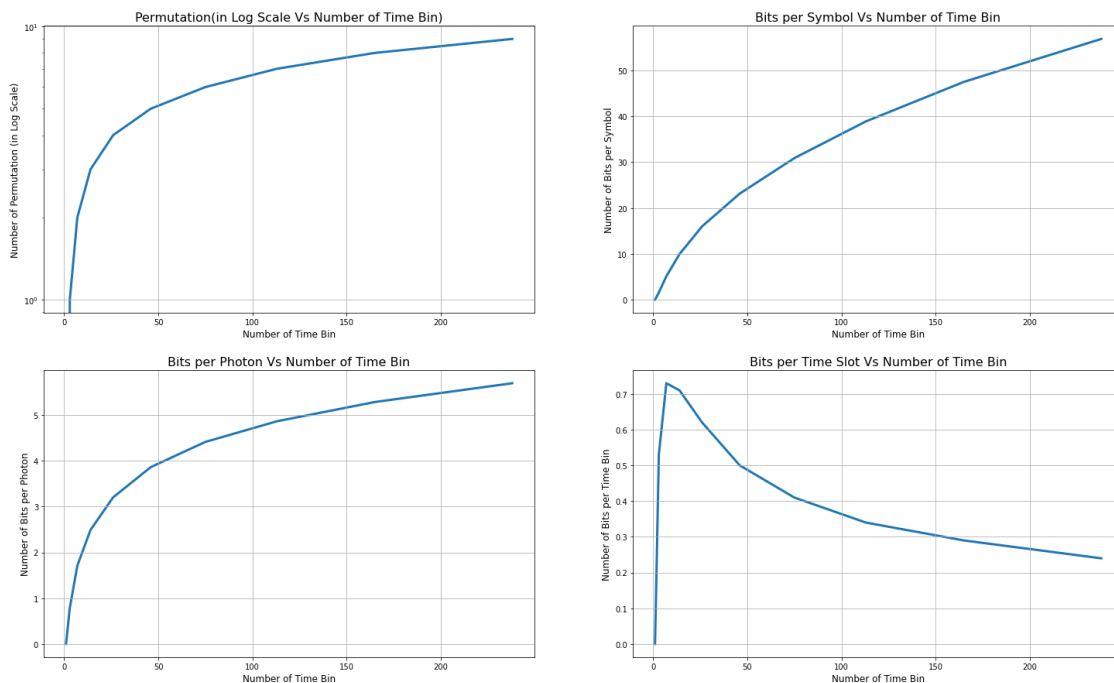 Permutation(in Log Scale Vs Number of Time Bin)
Number of Permutation (in Log Scale)
10¹
10⁰
0 50 100 150 200
Number of Time Bin
Bits per Symbol Vs Number of Time Bin
Number of Bits per Symbol
50
40
30
20
10
0
0 50 100 150 200
Number of Time Bin
Bits per Photon Vs Number of Time Bin
Number of Bits per Photon
5
4
3
2
1
0
0 50 100 150 200
Number of Time Bin
Bits per Time Slot Vs Number of Time Bin
Number of Bits per Time Bin
0.7
0.6
0.5
0.4
0.3
0.2
0.1
0.0
0 50 100 150 200
Number of Time Bin